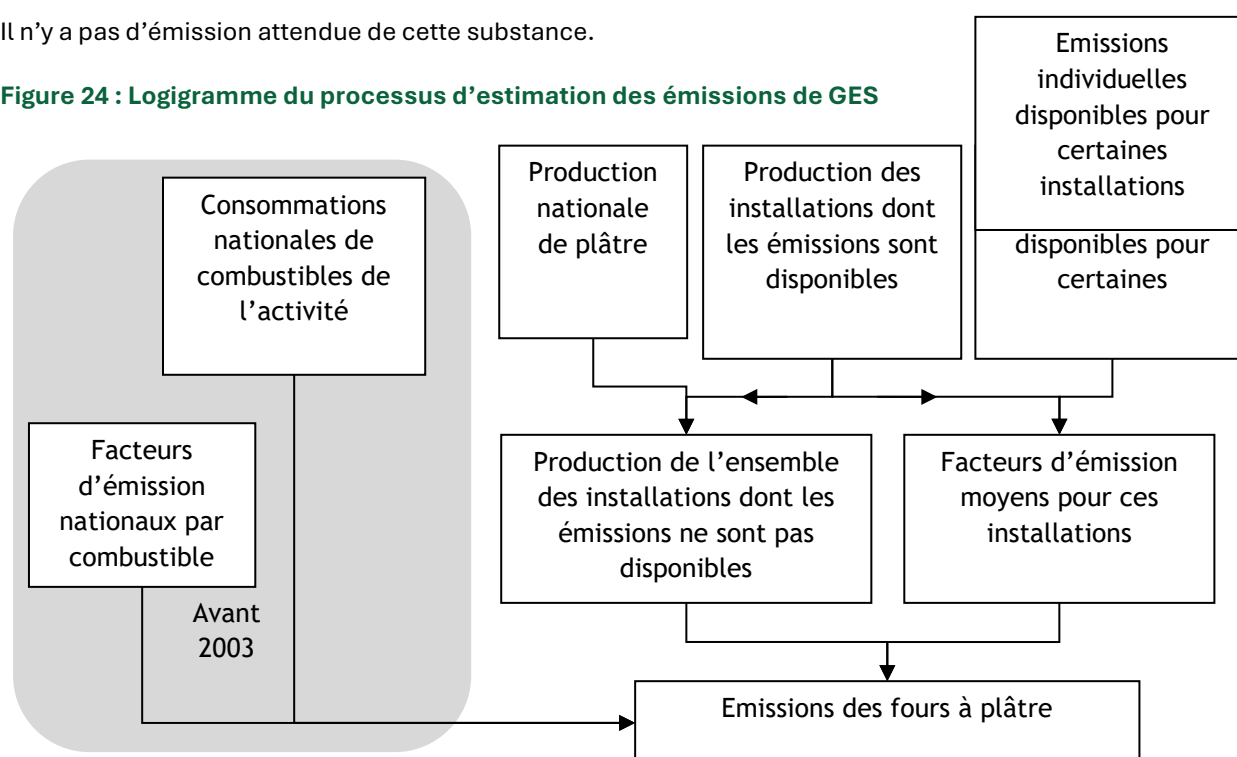 Il n'y a pas d'émission attendue de cette substance.
Figure 24 : Logigramme du processus d'estimation des émissions de GES
Emissions
individuelles
disponibles pour
certaines
installations
disponibles pour
certaines
Production
nationale
de plâtre
Production des
installations dont
les émissions sont
disponibles
Consommations
nationales de
combustibles de
l'activité
Facteurs
d'émission
nationaux par
combustible
Avant
2003
Production de l'ensemble
des installations dont les
émissions ne sont pas
disponibles
Facteurs d'émission
moyens pour ces
installations
Emissions des fours à plâtre